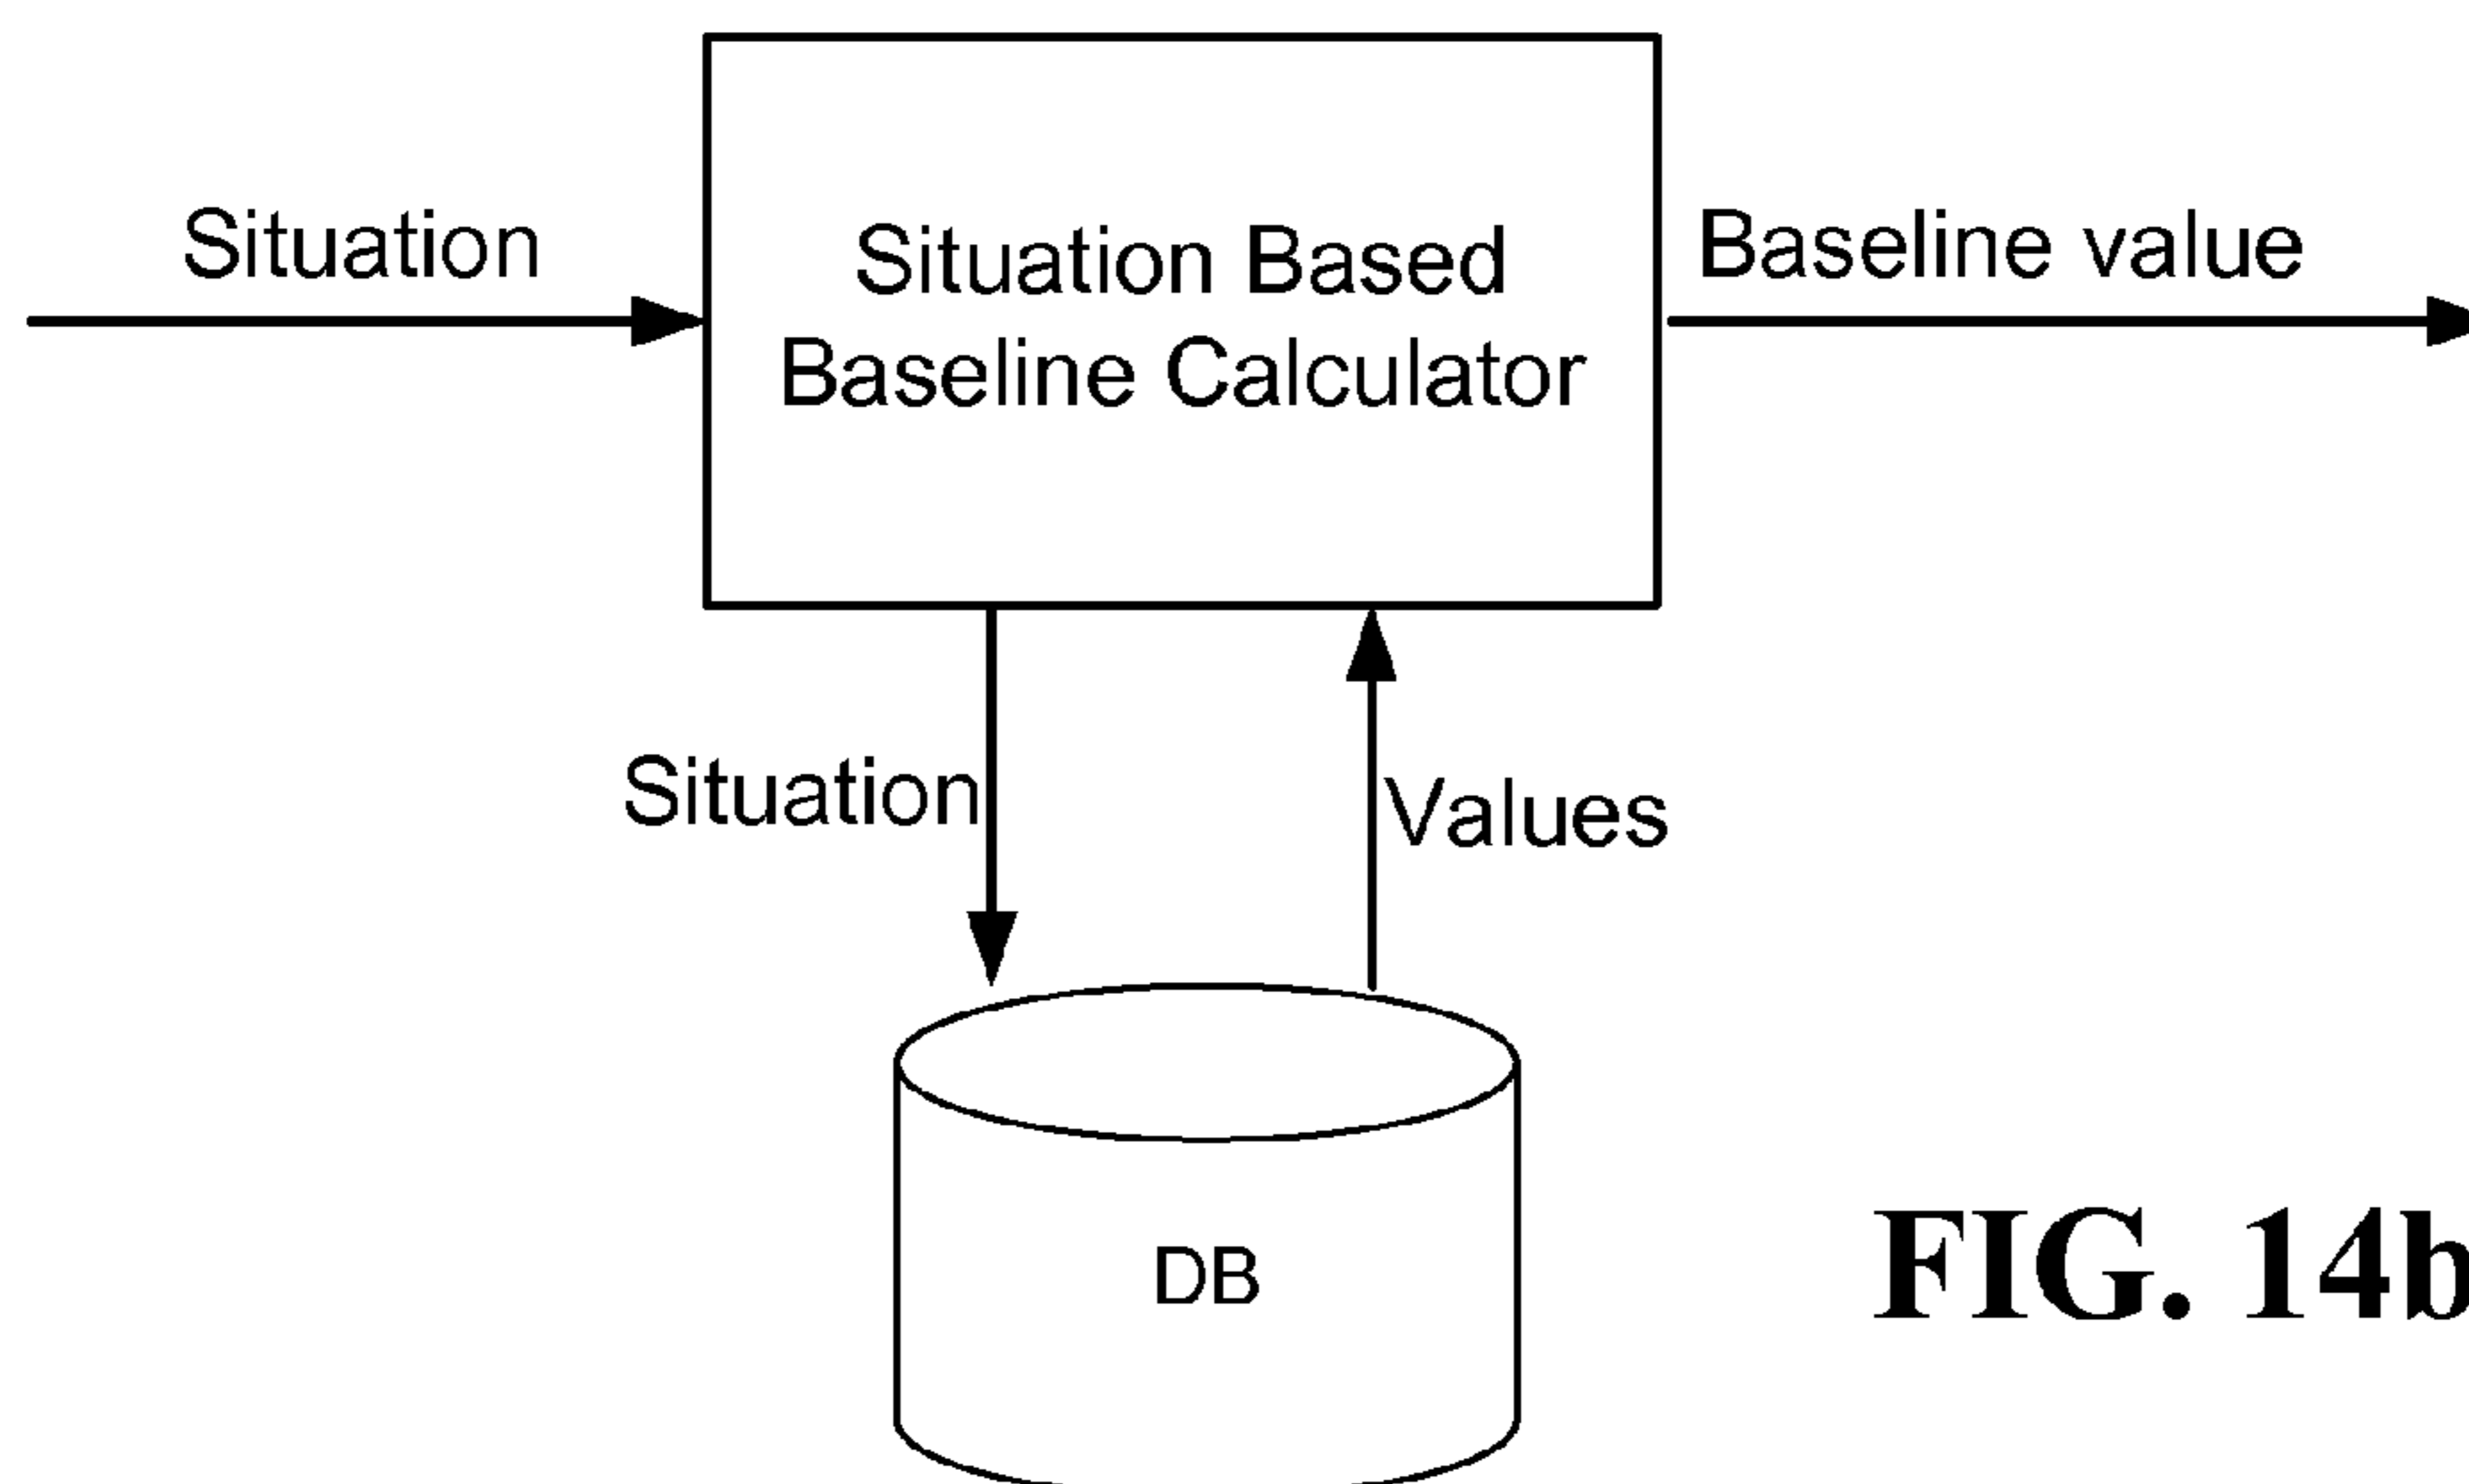 Situation
Situation Based
Baseline Calculator
Baseline value
Situation
Values
DB
FIG. 14b